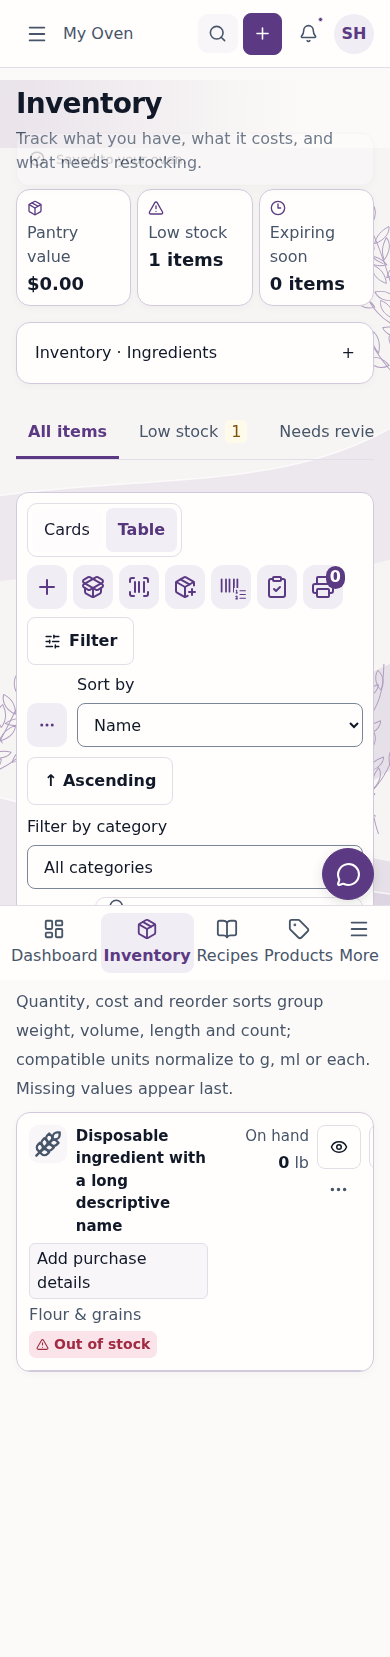 My Oven
SH
Inventory
Track what you have, what it costs, and
what needs restocking.
Pantry
value
$0.00
Low stock
1 items
Expiring
soon
0 items
Inventory · Ingredients
+
All items
Low stock 1
Needs revie
Cards
Table
0
Filter
Sort by
Name
↑ Ascending
Filter by category
All categories
Dashboard
Inventory
Recipes
Products
More
Quantity, cost and reorder sorts group
weight, volume, length and count;
compatible units normalize to g, ml or each.
Missing values appear last.
Disposable
ingredient with
a long
descriptive
name
On hand
0 lb
Add purchase
details
Flour & grains
Out of stock